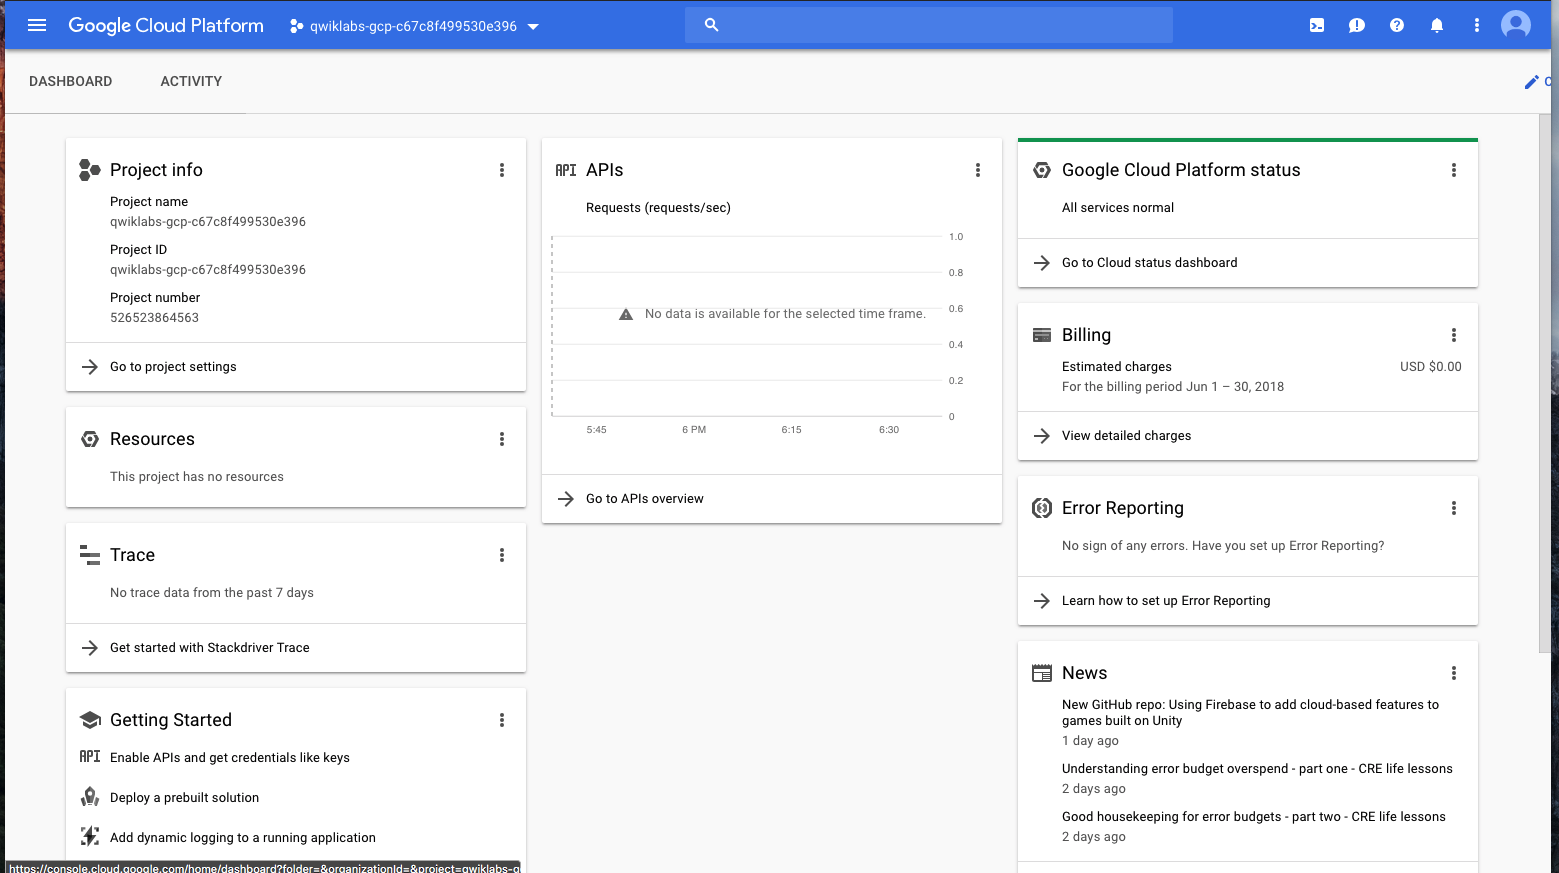 Google Cloud Platform
qwiklabs-gcp-c67c8f499530e396
DASHBOARD
ACTIVITY
Project info
Project name
qwiklabs-gcp-c67c8f499530e396
Project ID
qwiklabs-gcp-c67c8f499530e396
Project number
526523864563
Go to project settings
Resources
This project has no resources
Trace
No trace data from the past 7 days
Get started with Stackdriver Trace
Getting Started
API Enable APIs and get credentials like keys
Deploy a prebuilt solution
Add dynamic logging to a running application
API APIs
Requests (requests/sec)
1.0
0.8
No data is available for the selected time frame.
0.6
0.4
0.2
0
5:45 6 PM 6:15 6:30
Go to APIs overview
Google Cloud Platform status
All services normal
Go to Cloud status dashboard
Billing
Estimated charges USD $0.00
For the billing period Jun 1 – 30, 2018
View detailed charges
Error Reporting
No sign of any errors. Have you set up Error Reporting?
Learn how to set up Error Reporting
News
New GitHub repo: Using Firebase to add cloud-based features to
games built on Unity
1 day ago
Understanding error budget overspend - part one - CRE life lessons
2 days ago
Good housekeeping for error budgets - part two - CRE life lessons
2 days ago
https://console.cloud.google.com/home/dashboard?folder=&organizationId=&project=qwiklabs-g